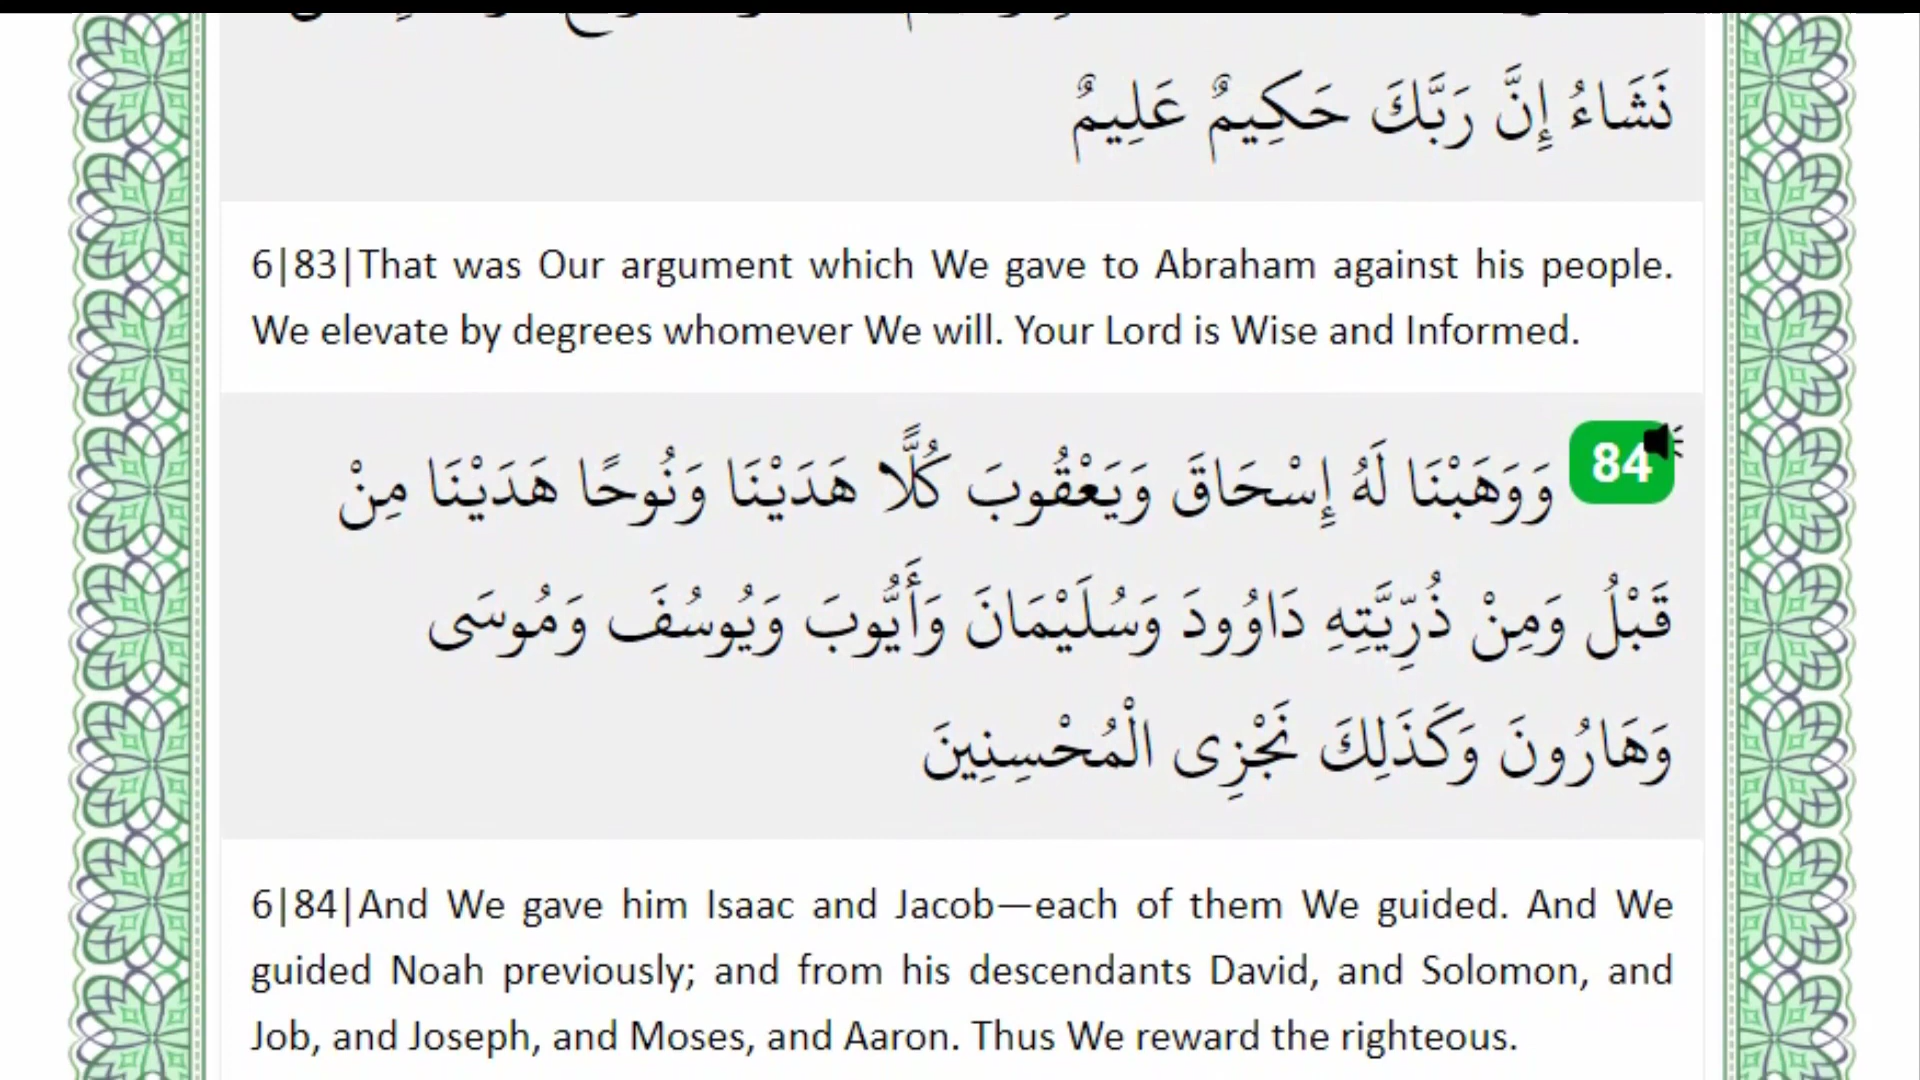 نَشَاءُ إِنَّ رَبَّكَ حَكِيمٌ عَلِيمٌ
6|83|That was Our argument which We gave to Abraham against his people.
We elevate by degrees whomever We will. Your Lord is Wise and Informed.
84 وَوَهَبْنَا لَهُ إِسْحَاقَ وَيَعْقُوبَ كُلًّا هَدَيْنَا وَنُوحًا هَدَيْنَا مِنْ
قَبْلُ وَمِنْ ذُرِّيَّتِهِ دَاوُودَ وَسُلَيْمَانَ وَأَيُّوبَ وَيُوسُفَ وَمُوسَى
وَهَارُونَ وَكَذَلِكَ نَجْزِى الْمُحْسِنِينَ
6|84|And We gave him Isaac and Jacob—each of them We guided. And We
guided Noah previously; and from his descendants David, and Solomon, and
Job, and Joseph, and Moses, and Aaron. Thus We reward the righteous.